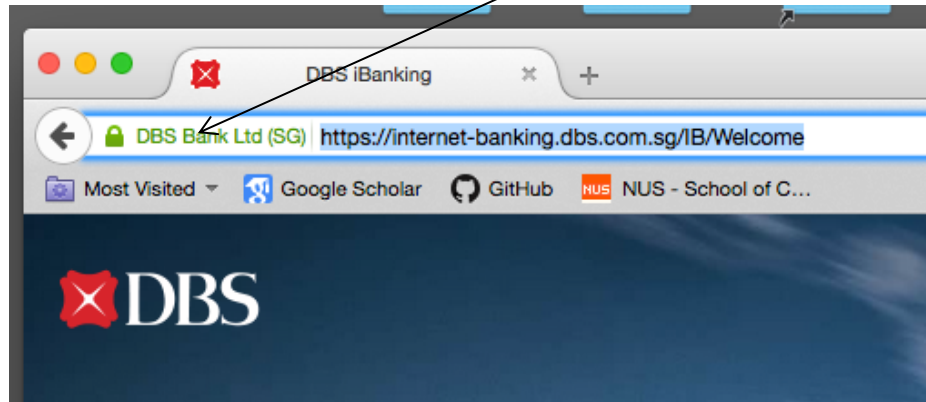 DBS iBanking
DBS Bank Ltd (SG) https://internet-banking.dbs.com.sg/IB/Welcome
Most Visited Google Scholar GitHub NUS NUS - School of C...
DBS